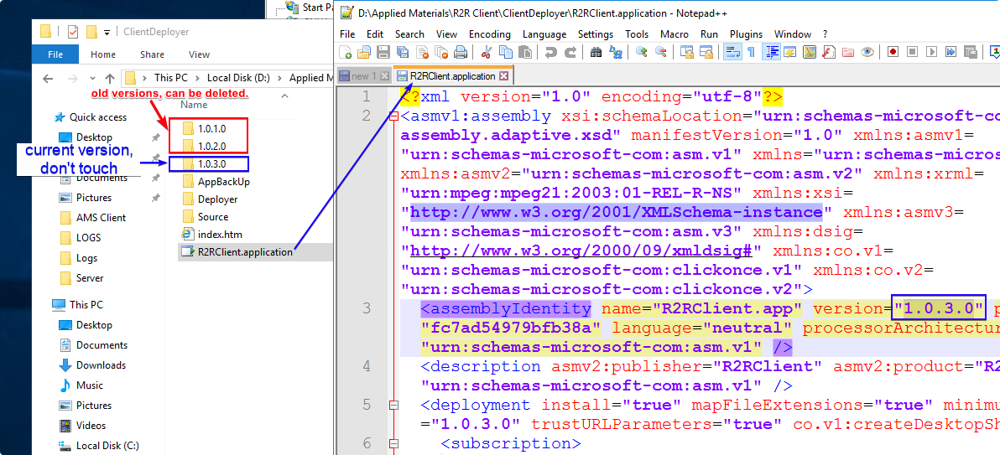 Start Pa
ClientDeployer
File Home Share View
This PC Local Disk (D:) Applied M
old versions, can be deleted.
Name
Quick access
Desktop
current version,
don't touch
Documents
Pictures
AMS Client
LOGS
Logs
Server
This PC
Desktop
Documents
Downloads
Music
Pictures
Videos
Local Disk (C:)
1.0.1.0
1.0.2.0
1.0.3.0
AppBackUp
Deployer
Source
index.htm
R2RClient.application
D:\Applied Materials\R2R Client\ClientDeployer\R2RClient.application - Notepad++
File Edit Search View Encoding Language Settings Tools Macro Run Plugins Window ?
new 1 R2RClient.application
1 <?xml version="1.0" encoding="utf-8"?>
2 <asmv1:assembly xsi:schemaLocation="urn:schemas-microsoft-co
assembly.adaptive.xsd" manifestVersion="1.0" xmlns:asmv1=
"urn:schemas-microsoft-com:asm.v1" xmlns="urn:schemas-micros
xmlns:asmv2="urn:schemas-microsoft-com:asm.v2" xmlns:xrml=
"urn:mpeg:mpeg21:2003:01-REL-R-NS" xmlns:xsi=
"http://www.w3.org/2001/XMLSchema-instance" xmlns:asmv3=
"urn:schemas-microsoft-com:asm.v3" xmlns:dsig=
"http://www.w3.org/2000/09/xmldsig#" xmlns:co.v1=
"urn:schemas-microsoft-com:clickonce.v1" xmlns:co.v2=
"urn:schemas-microsoft-com:clickonce.v2">
3 <assemblyIdentity name="R2RClient.app" version="1.0.3.0" p
"fc7ad54979bfb38a" language="neutral" processorArchitectur
"urn:schemas-microsoft-com:asm.v1" />
4 <description asmv2:publisher="R2RClient" asmv2:product="R2
"urn:schemas-microsoft-com:asm.v1" />
5 <deployment install="true" mapFileExtensions="true" minimu
="1.0.3.0" trustURLParameters="true" co.v1:createDesktopSh
6 <subscription>